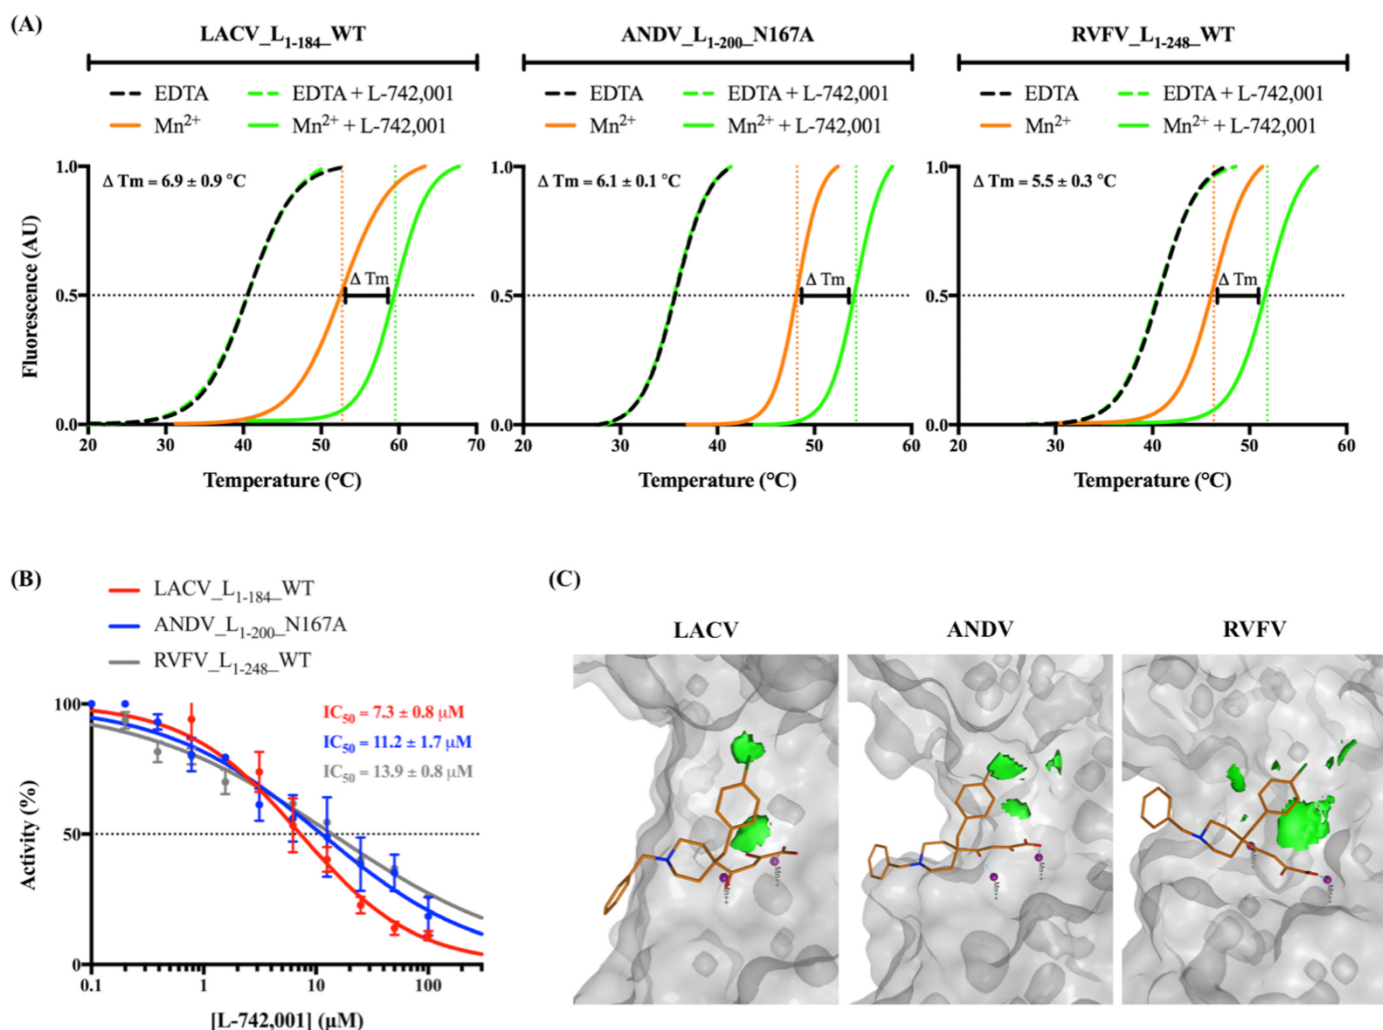 (A)
LACV_L1-184_WT
ANDV_L1-200_N167A
RVFV_L1-248_WT
EDTA
EDTA + L-742,001
Mn2+
Mn2+ + L-742,001
EDTA
EDTA + L-742,001
Mn2+
Mn2+ + L-742,001
EDTA
EDTA + L-742,001
Mn2+
Mn2+ + L-742,001
Fluorescence (AU)
1.0
0.5
0.0
Δ Tm = 6.9 ± 0.9 °C
Δ Tm
20 30 40 50 60 70
Temperature (°C)
1.0
0.5
0.0
Δ Tm = 6.1 ± 0.1 °C
Δ Tm
20 30 40 50 60
Temperature (°C)
1.0
0.5
0.0
Δ Tm = 5.5 ± 0.3 °C
Δ Tm
20 30 40 50 60
Temperature (°C)
(B)
LACV_L1-184_WT
ANDV_L1-200_N167A
RVFV_L1-248_WT
Activity (%)
100
50
0
IC50 = 7.3 ± 0.8 μM
IC50 = 11.2 ± 1.7 μM
IC50 = 13.9 ± 0.8 μM
0.1 1 10 100
[L-742,001] (μM)
(C)
LACV
ANDV
RVFV
Mn++
Mn++
Mn++
Mn++
Mn++